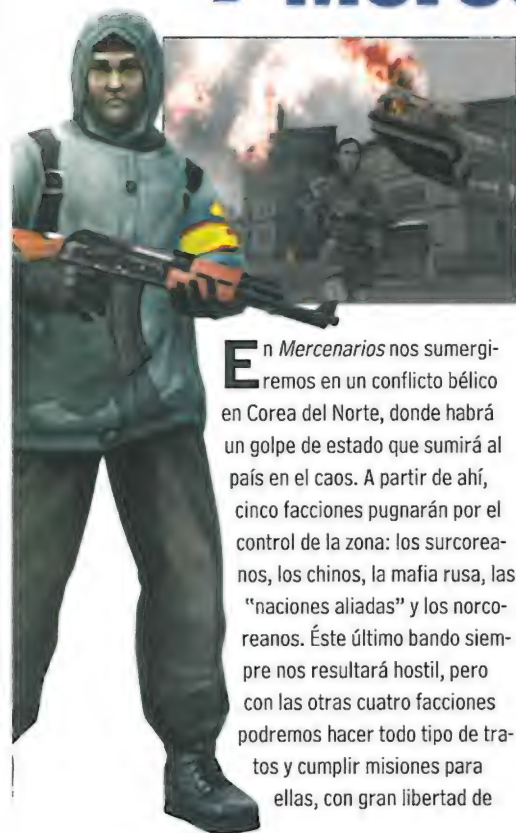 En Mercenarios nos sumergi-
remos en un conflicto bélico
en Corea del Norte, donde habrá
un golpe de estado que sumirá al
país en el caos. A partir de ahí,
cinco facciones pugnarán por el
control de la zona: los surcorea-
nos, los chinos, la mafia rusa, las
"naciones aliadas" y los norco-
reanos. Éste último bando siem-
pre nos resultará hostil, pero
con las otras cuatro facciones
podremos hacer todo tipo de tra-
tos y cumplir misiones para
ellas, con gran libertad de